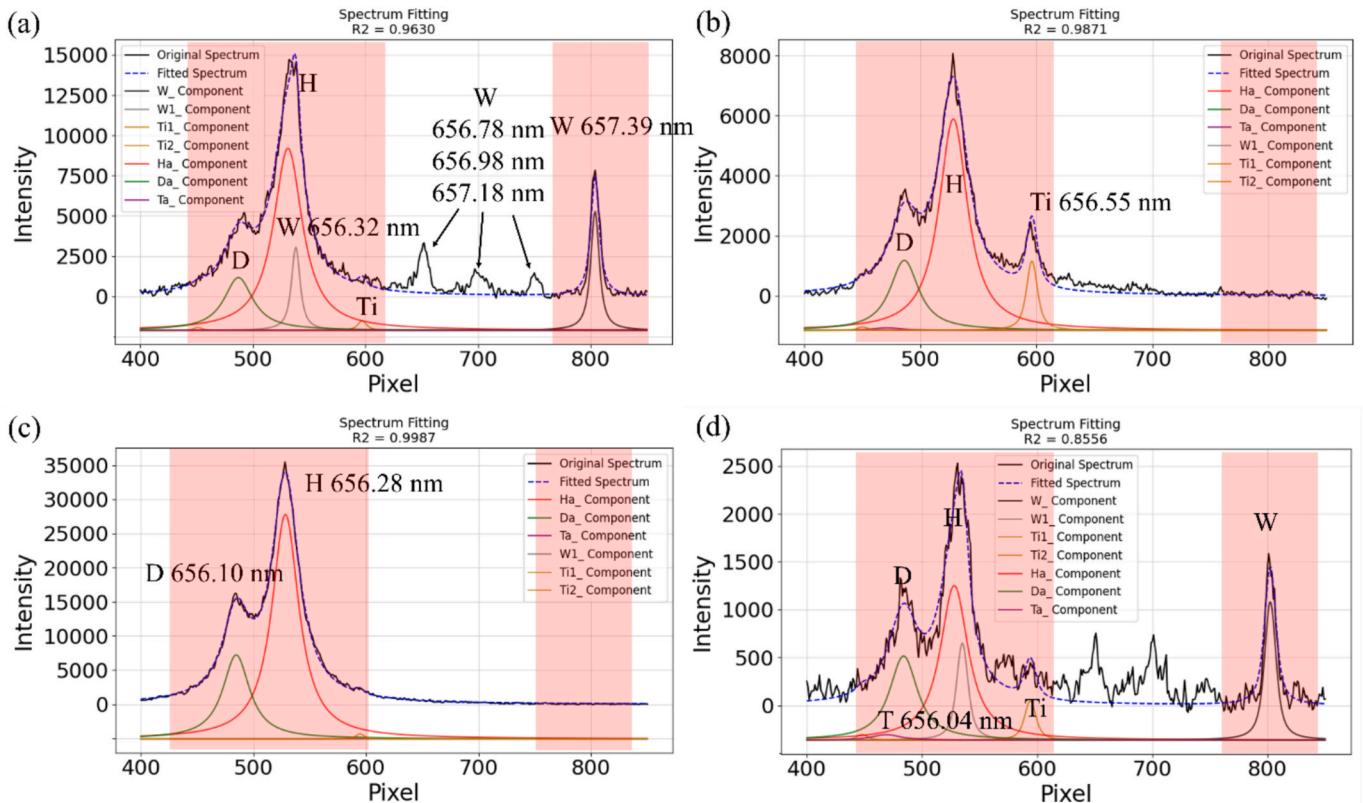 (a)
Spectrum Fitting
R2 = 0.9630
15000
12500
10000
7500
5000
2500
0
Intensity
Original Spectrum
Fitted Spectrum
W_ Component
W1_ Component
Ti1_ Component
Ti2_ Component
Ha_ Component
Da_ Component
Ta_ Component
H
W
656.78 nm
656.98 nm
657.18 nm
W 657.39 nm
W 656.32 nm
D
Ti
400
500
600
700
800
Pixel
(b)
Spectrum Fitting
R2 = 0.9871
8000
6000
4000
2000
0
Intensity
Original Spectrum
Fitted Spectrum
Ha_ Component
Da_ Component
Ta_ Component
W1_ Component
Ti1_ Component
Ti2_ Component
H
Ti 656.55 nm
D
400
500
600
700
800
Pixel
(c)
Spectrum Fitting
R2 = 0.9987
35000
30000
25000
20000
15000
10000
5000
0
Intensity
Original Spectrum
Fitted Spectrum
Ha_ Component
Da_ Component
Ta_ Component
W1_ Component
Ti1_ Component
Ti2_ Component
H 656.28 nm
D 656.10 nm
400
500
600
700
800
Pixel
(d)
Spectrum Fitting
R2 = 0.8556
2500
2000
1500
1000
500
0
Intensity
Original Spectrum
Fitted Spectrum
W_ Component
W1_ Component
Ti1_ Component
Ti2_ Component
Ha_ Component
Da_ Component
Ta_ Component
H
W
D
T 656.04 nm
Ti
400
500
600
700
800
Pixel